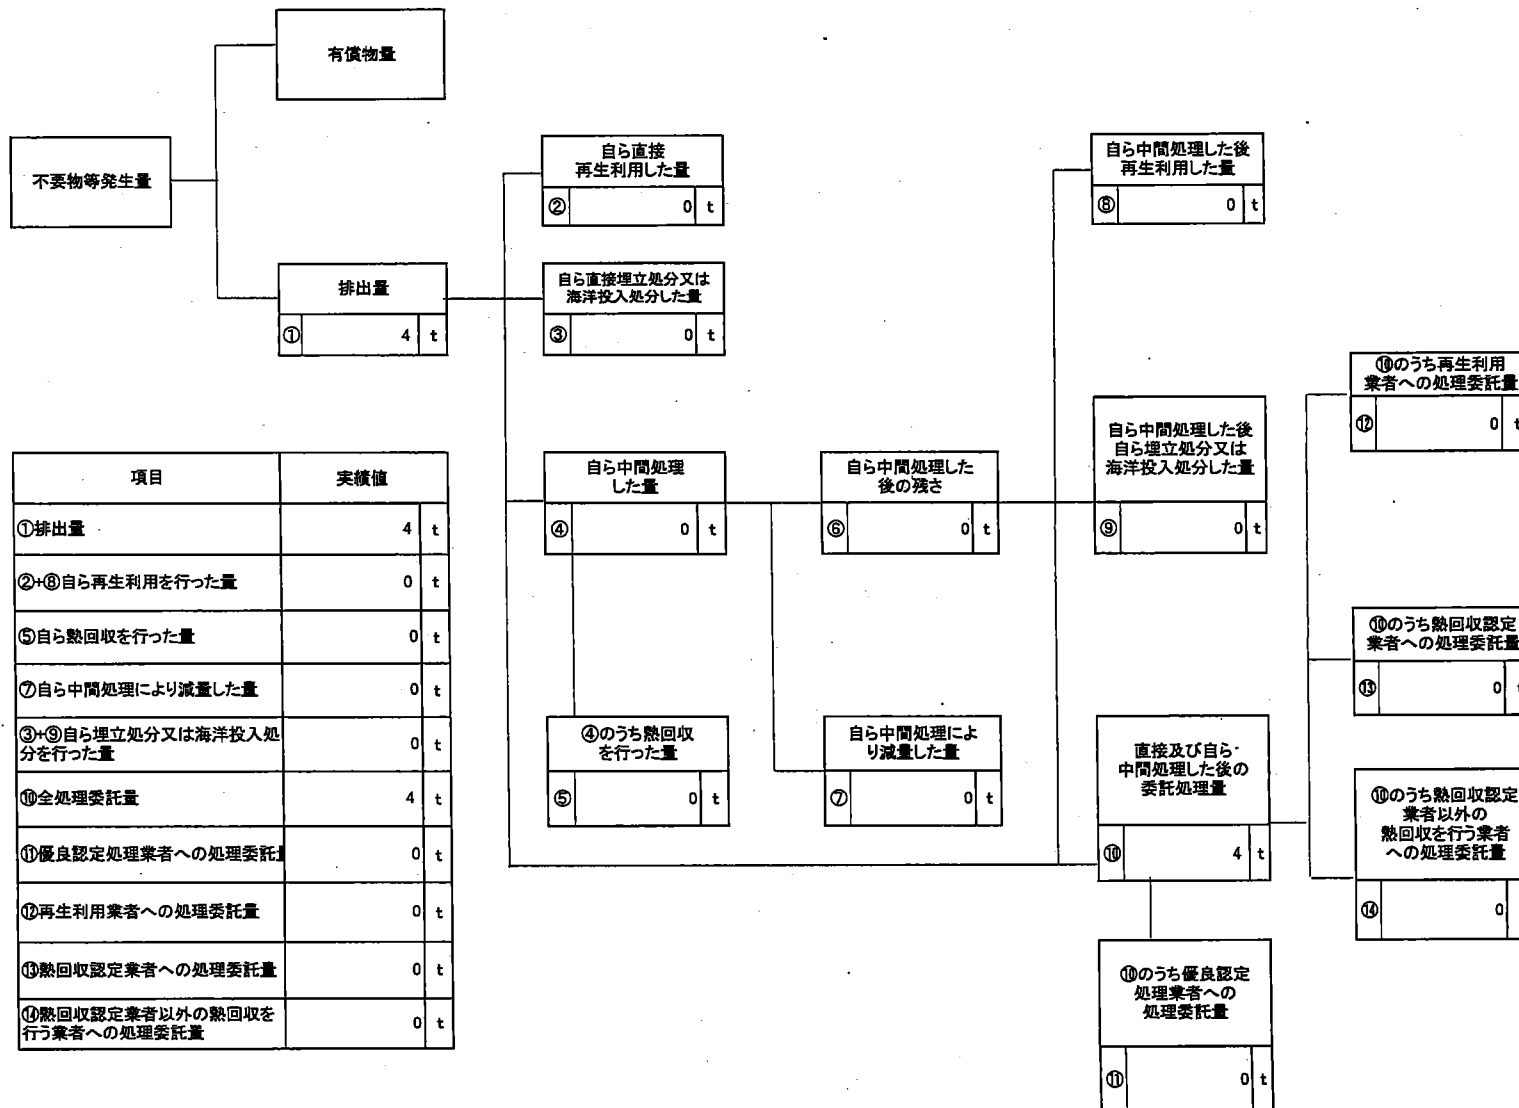 有償物量
不要物等発生量
排出量
① 4 t
自ら直接
再生利用した量
② 0 t
自ら直接埋立処分又は
海洋投入処分した量
③ 0 t
自ら中間処理
した量
④ 0 t
④のうち熱回収
を行った量
⑤ 0 t
自ら中間処理した
後の残さ
⑥ 0 t
自ら中間処理によ
り減量した量
⑦ 0 t
自ら中間処理した後
再生利用した量
⑧ 0 t
自ら中間処理した後
自ら埋立処分又は
海洋投入処分した量
⑨ 0 t
直接及び自ら
中間処理した後の
委託処理量
⑩ 4 t
⑩のうち優良認定
処理業者への
処理委託量
⑪ 0 t
⑩のうち再生利用
業者への処理委託量
⑫ 0 t
⑩のうち熱回収認定
業者への処理委託量
⑬ 0 t
⑩のうち熱回収認定
業者以外の
熱回収を行う業者
への処理委託量
⑭ 0
項目 実績値
①排出量 4 t
②+⑧自ら再生利用を行った量 0 t
⑤自ら熱回収を行った量 0 t
⑦自ら中間処理により減量した量 0 t
③+⑨自ら埋立処分又は海洋投入処
分を行った量 0 t
⑩全処理委託量 4 t
⑪優良認定処理業者への処理委託量 0 t
⑫再生利用業者への処理委託量 0 t
⑬熱回収認定業者への処理委託量 0 t
⑭熱回収認定業者以外の熱回収を
行う業者への処理委託量 0 t